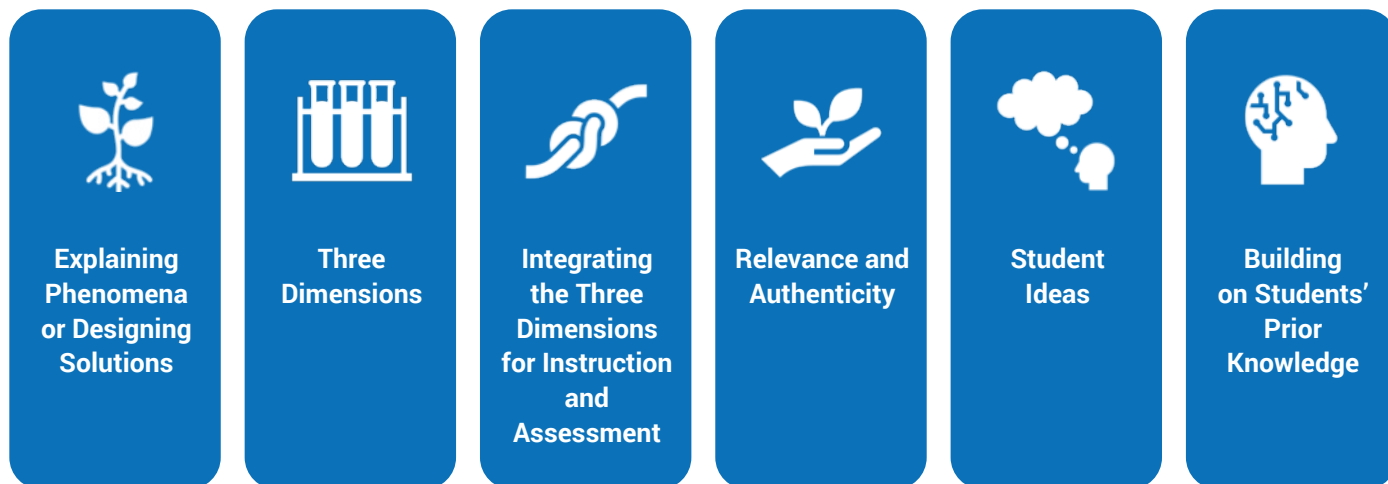 Explaining
Phenomena
or Designing
Solutions
Three
Dimensions
Integrating
the Three
Dimensions
for Instruction
and
Assessment
Relevance and
Authenticity
Student
Ideas
Building
on Students’
Prior
Knowledge